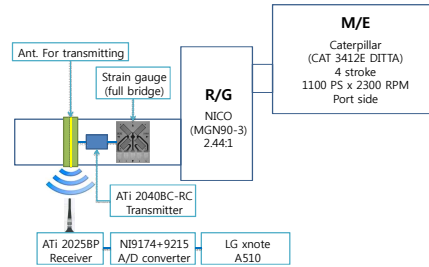 M/E
Caterpillar
(CAT 3412E DITTA)
4 stroke
1100 PS x 2300 RPM
Port side
Ant. For transmitting
Strain gauge
(full bridge)
R/G
NICO
(MGN90-3)
2.44:1
ATi 2040BC-RC
Transmitter
ATi 2025BP
Receiver
NI9174+9215
A/D converter
LG xnote
A510